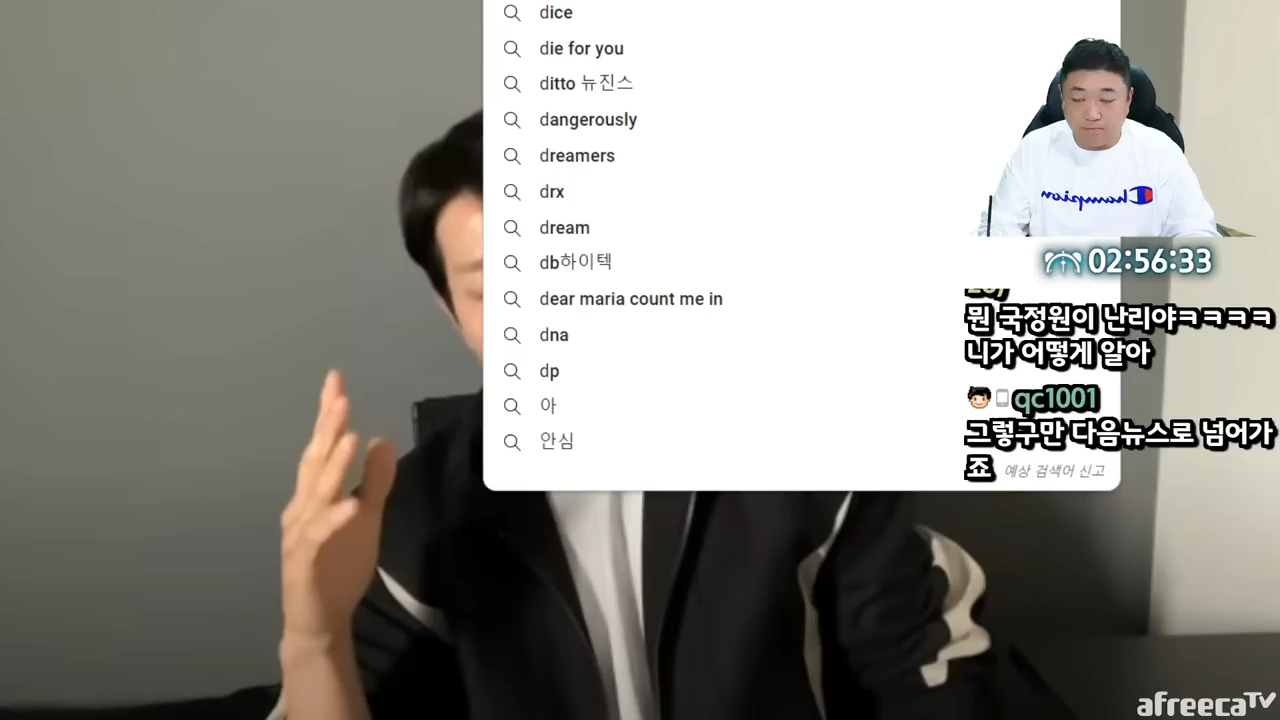 dice
die for you
ditto 뉴진스
dangerously
dreamers
drx
dream
db하이텍
dear maria count me in
dna
dp
아
안심
예상 검색어 신고
Champion
02:56:33
뭔 국정원이 난리야ㅋㅋㅋㅋ
니가 어떻게 알아
qc1001
그렇구만 다음뉴스로 넘어가
죠
afreecaTV